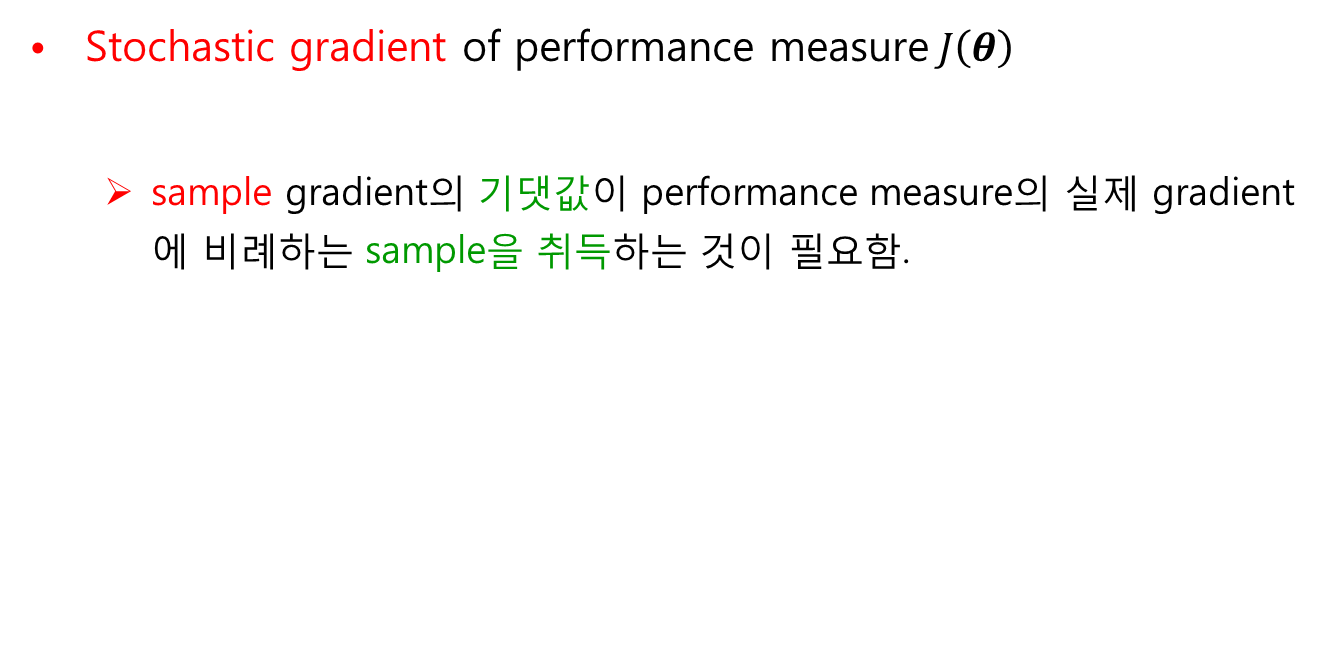 • Stochastic gradient of performance measure J(θ)
➢ sample gradient의 기댓값이 performance measure의 실제 gradient
에 비례하는 sample을 취득하는 것이 필요함.